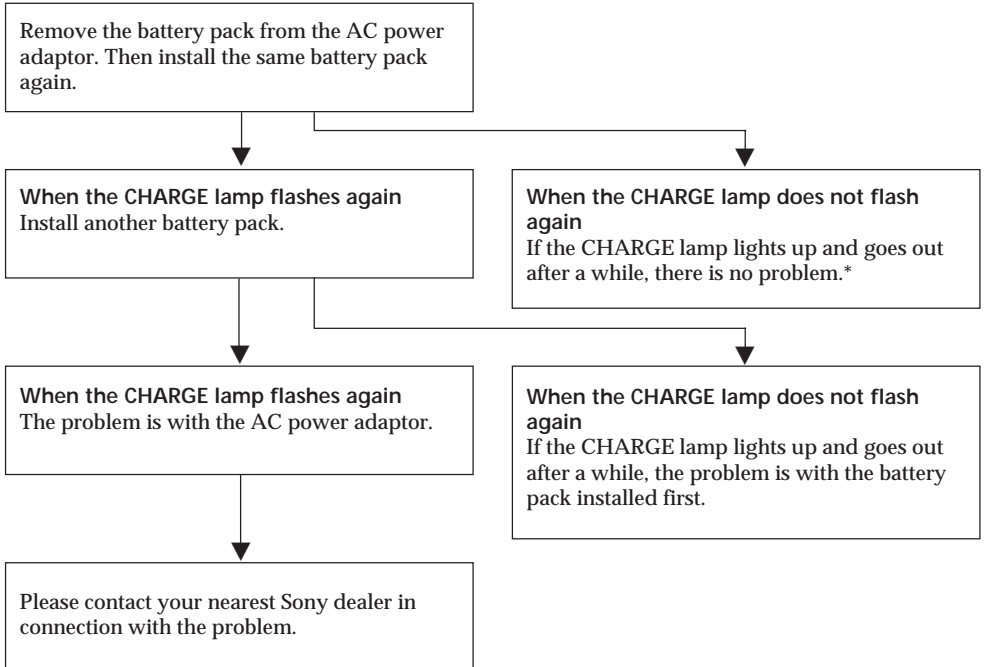 Remove the battery pack from the AC power
adaptor. Then install the same battery pack
again.
When the CHARGE lamp flashes again
Install another battery pack.
When the CHARGE lamp does not flash
again
If the CHARGE lamp lights up and goes out
after a while, there is no problem.*
When the CHARGE lamp flashes again
The problem is with the AC power adaptor.
When the CHARGE lamp does not flash
again
If the CHARGE lamp lights up and goes out
after a while, the problem is with the battery
pack installed first.
Please contact your nearest Sony dealer in
connection with the problem.